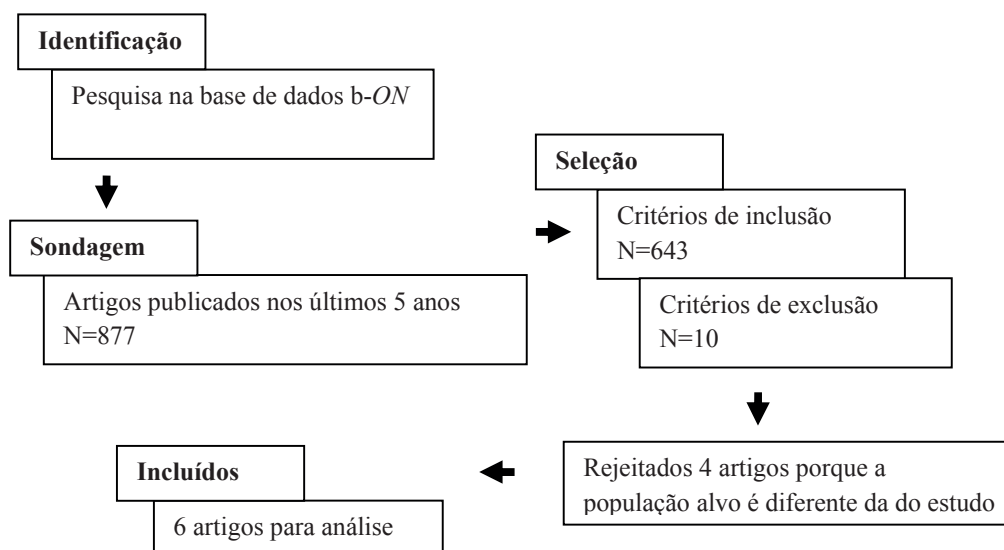 Identificação
Pesquisa na base de dados b-ON
Sondagem
Artigos publicados nos últimos 5 anos
N=877
Seleção
Critérios de inclusão
N=643
Critérios de exclusão
N=10
Rejeitados 4 artigos porque a
população alvo é diferente da do estudo
Incluídos
6 artigos para análise